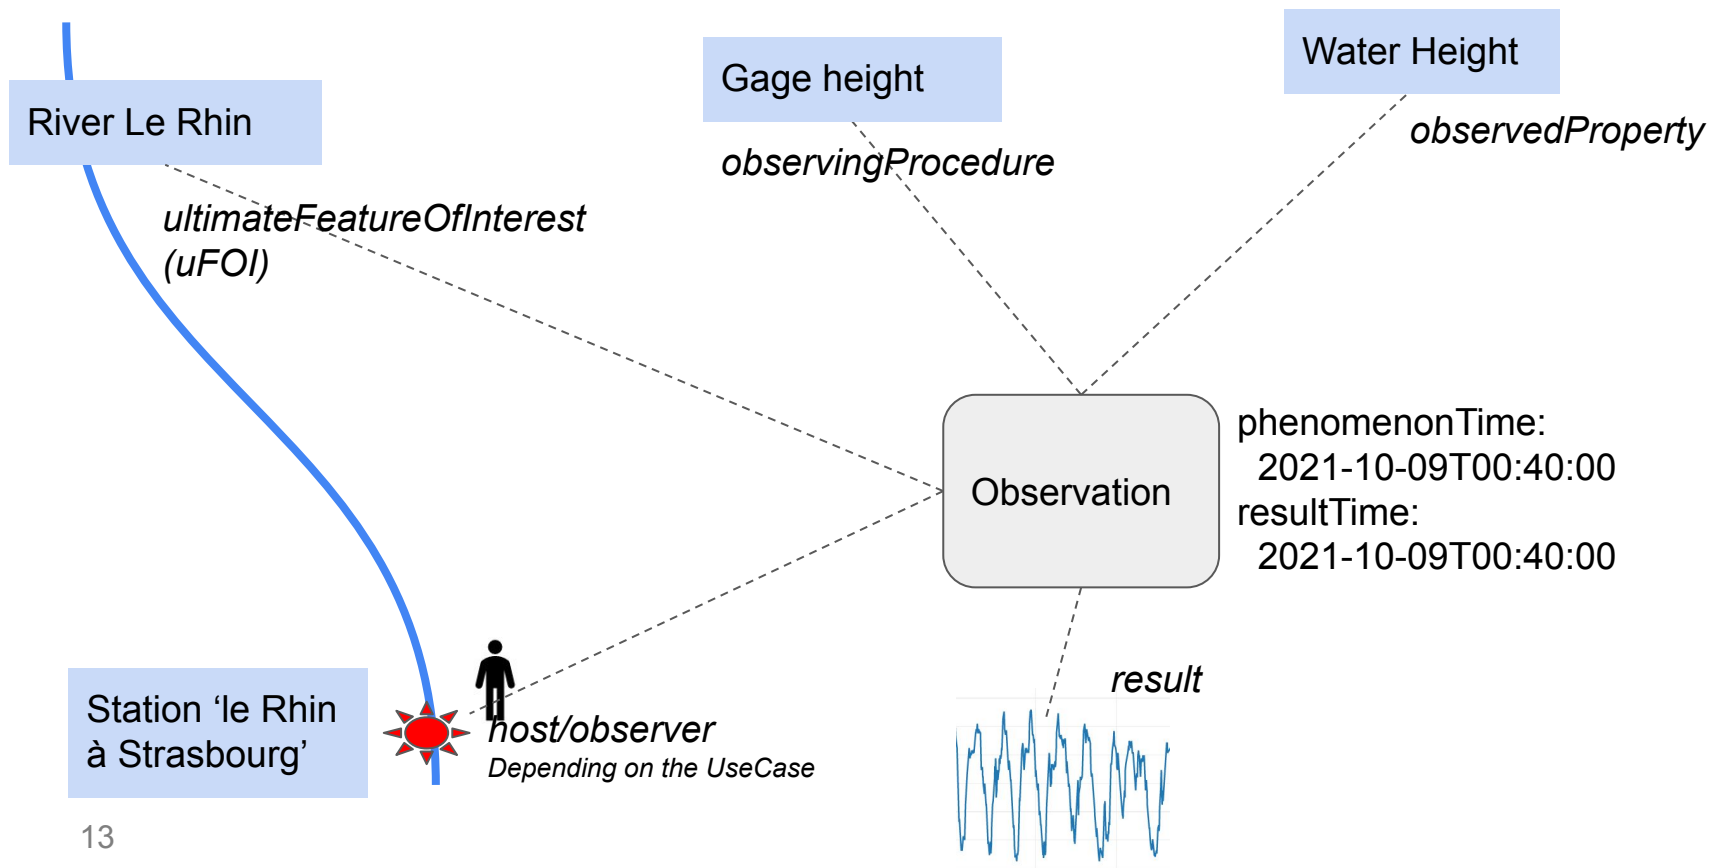 Water Height
Gage height
River Le Rhin
observedProperty
observingProcedure
ultimateFeatureOfInterest
(uFOI)
phenomenonTime:
2021-10-09T00:40:00
resultTime:
2021-10-09T00:40:00
Observation
result
Station ‘le Rhin
à Strasbourg’
host/observer
Depending on the UseCase
13